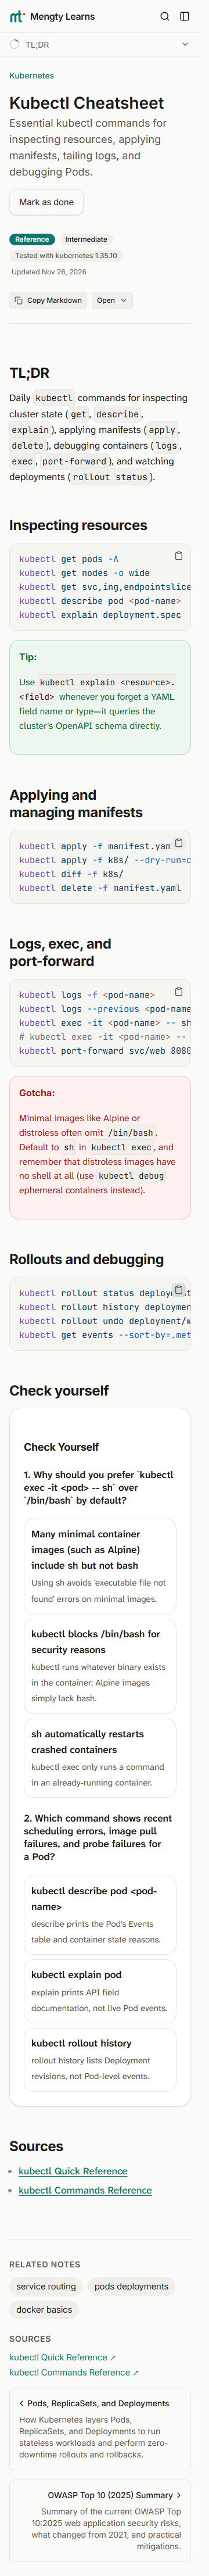 Mengty Learns
TL;DR
Kubernetes
Kubectl Cheatsheet
Essential kubectl commands for
inspecting resources, applying
manifests, tailing logs, and
debugging Pods.
Mark as done
Reference Intermediate
Tested with kubernetes 1.35.10
Updated Nov 26, 2026
Copy Markdown Open
TL;DR
Daily kubectl commands for inspecting
cluster state ( get , describe ,
explain ), applying manifests ( apply ,
delete ), debugging containers ( logs ,
exec , port-forward ), and watching
deployments ( rollout status ).
Inspecting resources
kubectl get pods -A
kubectl get nodes -o wide
kubectl get svc,ing,endpointslice
kubectl describe pod <pod-name>
kubectl explain deployment.spec
Tip:
Use kubectl explain <resource>.
<field> whenever you forget a YAML
field name or type—it queries the
cluster's OpenAPI schema directly.
Applying and
managing manifests
kubectl apply -f manifest.yam
kubectl apply -f k8s/ --dry-run=c
kubectl diff -f k8s/
kubectl delete -f manifest.yaml
Logs, exec, and
port-forward
kubectl logs -f <pod-name>
kubectl logs --previous <pod-name
kubectl exec -it <pod-name> -- sh
# kubectl exec -it <pod-name> --
kubectl port-forward svc/web 8080
Gotcha:
Minimal images like Alpine or
distroless often omit /bin/bash .
Default to sh in kubectl exec , and
remember that distroless images have
no shell at all (use kubectl debug
ephemeral containers instead).
Rollouts and debugging
kubectl rollout status deployment
kubectl rollout history deploymen
kubectl rollout undo deployment/w
kubectl get events --sort-by=.met
Check yourself
Check Yourself
1. Why should you prefer `kubectl
exec -it <pod> -- sh` over
`/bin/bash` by default?
Many minimal container
images (such as Alpine)
include sh but not bash
Using sh avoids 'executable file not
found' errors on minimal images.
kubectl blocks /bin/bash for
security reasons
kubectl runs whatever binary exists
in the container; Alpine images
simply lack bash.
sh automatically restarts
crashed containers
kubectl exec only runs a command
in an already-running container.
2. Which command shows recent
scheduling errors, image pull
failures, and probe failures for
a Pod?
kubectl describe pod <pod-
name>
describe prints the Pod's Events
table and container state reasons.
kubectl explain pod
explain prints API field
documentation, not live Pod events.
kubectl rollout history
rollout history lists Deployment
revisions, not Pod-level events.
Sources
kubectl Quick Reference
kubectl Commands Reference
RELATED NOTES
service routing pods deployments
docker basics
SOURCES
kubectl Quick Reference ↗
kubectl Commands Reference ↗
Pods, ReplicaSets, and Deployments
How Kubernetes layers Pods,
ReplicaSets, and Deployments to run
stateless workloads and perform zero-
downtime rollouts and rollbacks.
OWASP Top 10 (2025) Summary
Summary of the current OWASP Top
10:2025 web application security risks,
what changed from 2021, and practical
mitigations.